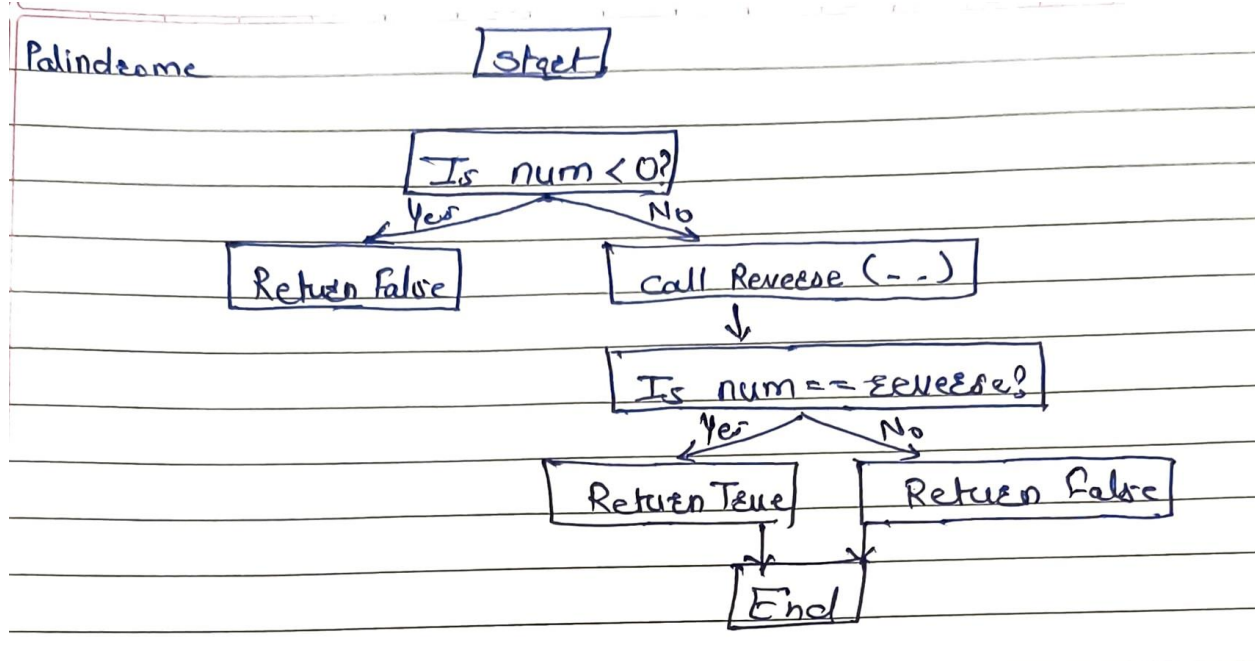 Palindrome
Start
Is num < 0?
Yes No
Return False
Call Reverse (- -)
Is num == reverse?
Yes No
Return True
Return False
End